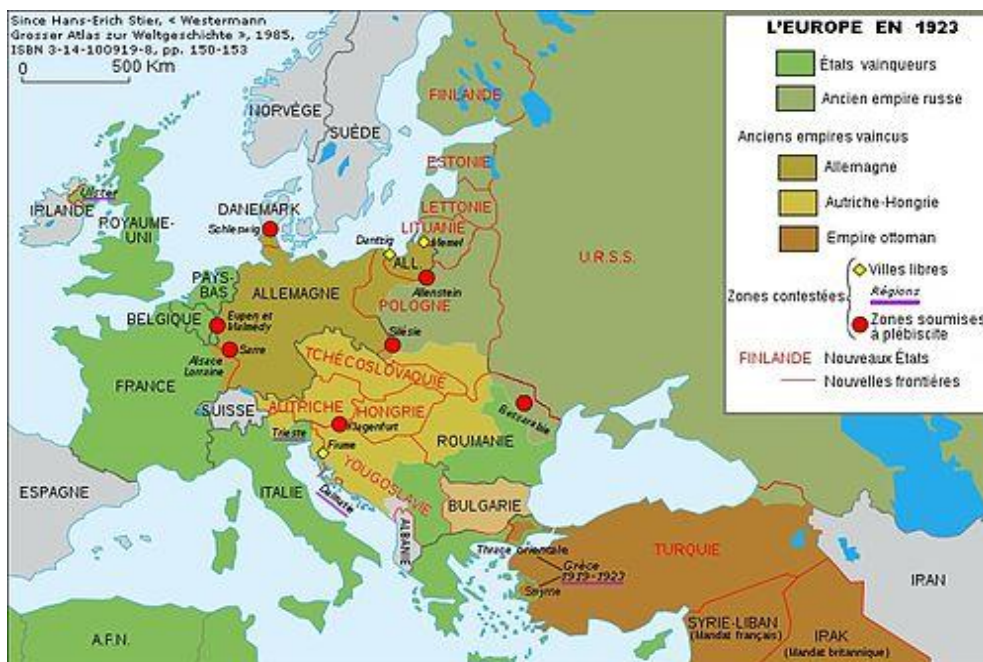 Since Hans-Erich Stier, « Westermann
Grosser Atlas zur Weltgeschichte », 1985,
ISBN 3-14-100919-8, pp. 150-153
0 500 Km
L'EUROPE EN 1923
États vainqueurs
Ancien empire russe
Anciens empires vaincus
Allemagne
Autriche-Hongrie
Empire ottoman
Zones contestées
Villes libres
Régions
Zones soumises
à plébiscite
FINLANDE Nouveaux États
Nouvelles frontières
NORVÈGE
SUÈDE
FINLANDE
ESTONIE
LETTONIE
LITUANIE
Memel
U.R.S.S.
Ulster
IRLANDE
ROYAUME-
UNI
DANEMARK
Schleswig
Dantzig
ALL.
Allenstein
PAYS-
BAS
ALLEMAGNE
POLOGNE
BELGIQUE
Eupen et
Malmedy
Sarre
Alsace
Lorraine
Silésie
TCHÉCOSLOVAQUIE
FRANCE
SUISSE
AUTRICHE
HONGRIE
Klagenfurt
Trieste
Fiume
Bessarabie
ROUMANIE
YOUGOSLAVIE
ESPAGNE
ITALIE
Dalmatie
BULGARIE
ALBANIE
Thrace orientale
Grèce
1919-1923
Smyrne
TURQUIE
IRAN
SYRIE-LIBAN
(Mandat français)
IRAK
(Mandat britannique)
A.F.N.